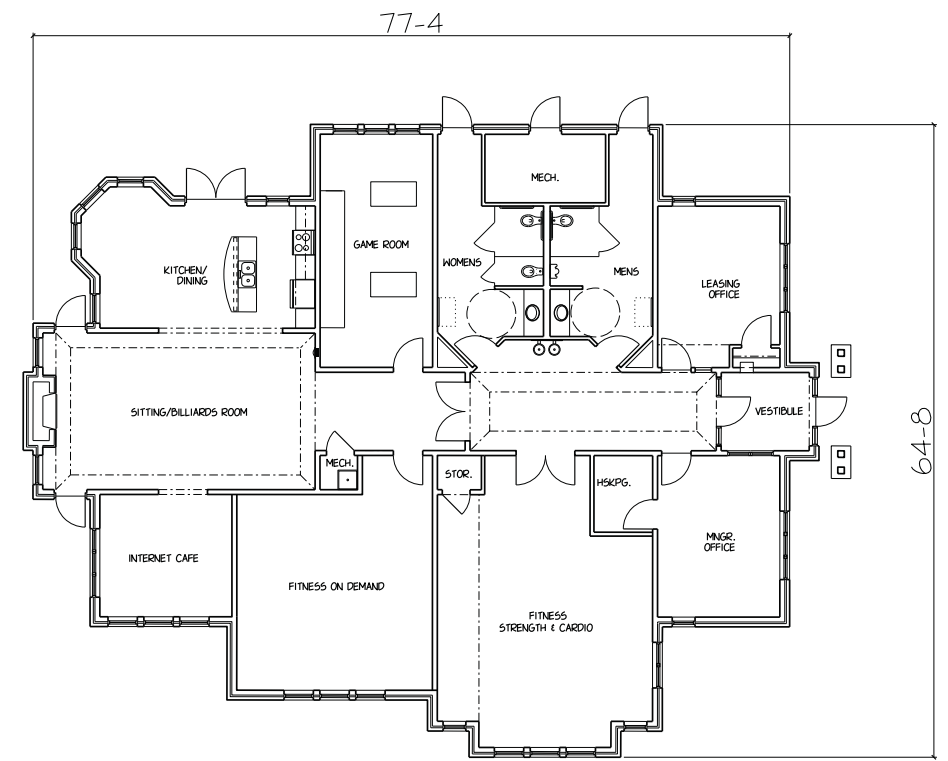 77-4
MECH.
GAME ROOM
WOMENS
MENS
KITCHEN/
DINING
LEASING
OFFICE
SITTING/BILLIARDS ROOM
VESTIBULE
64-8
MECH.
STOR.
HSKPG.
MNGR.
OFFICE
INTERNET CAFE
FITNESS ON DEMAND
FITNESS
STRENGTH & CARDIO